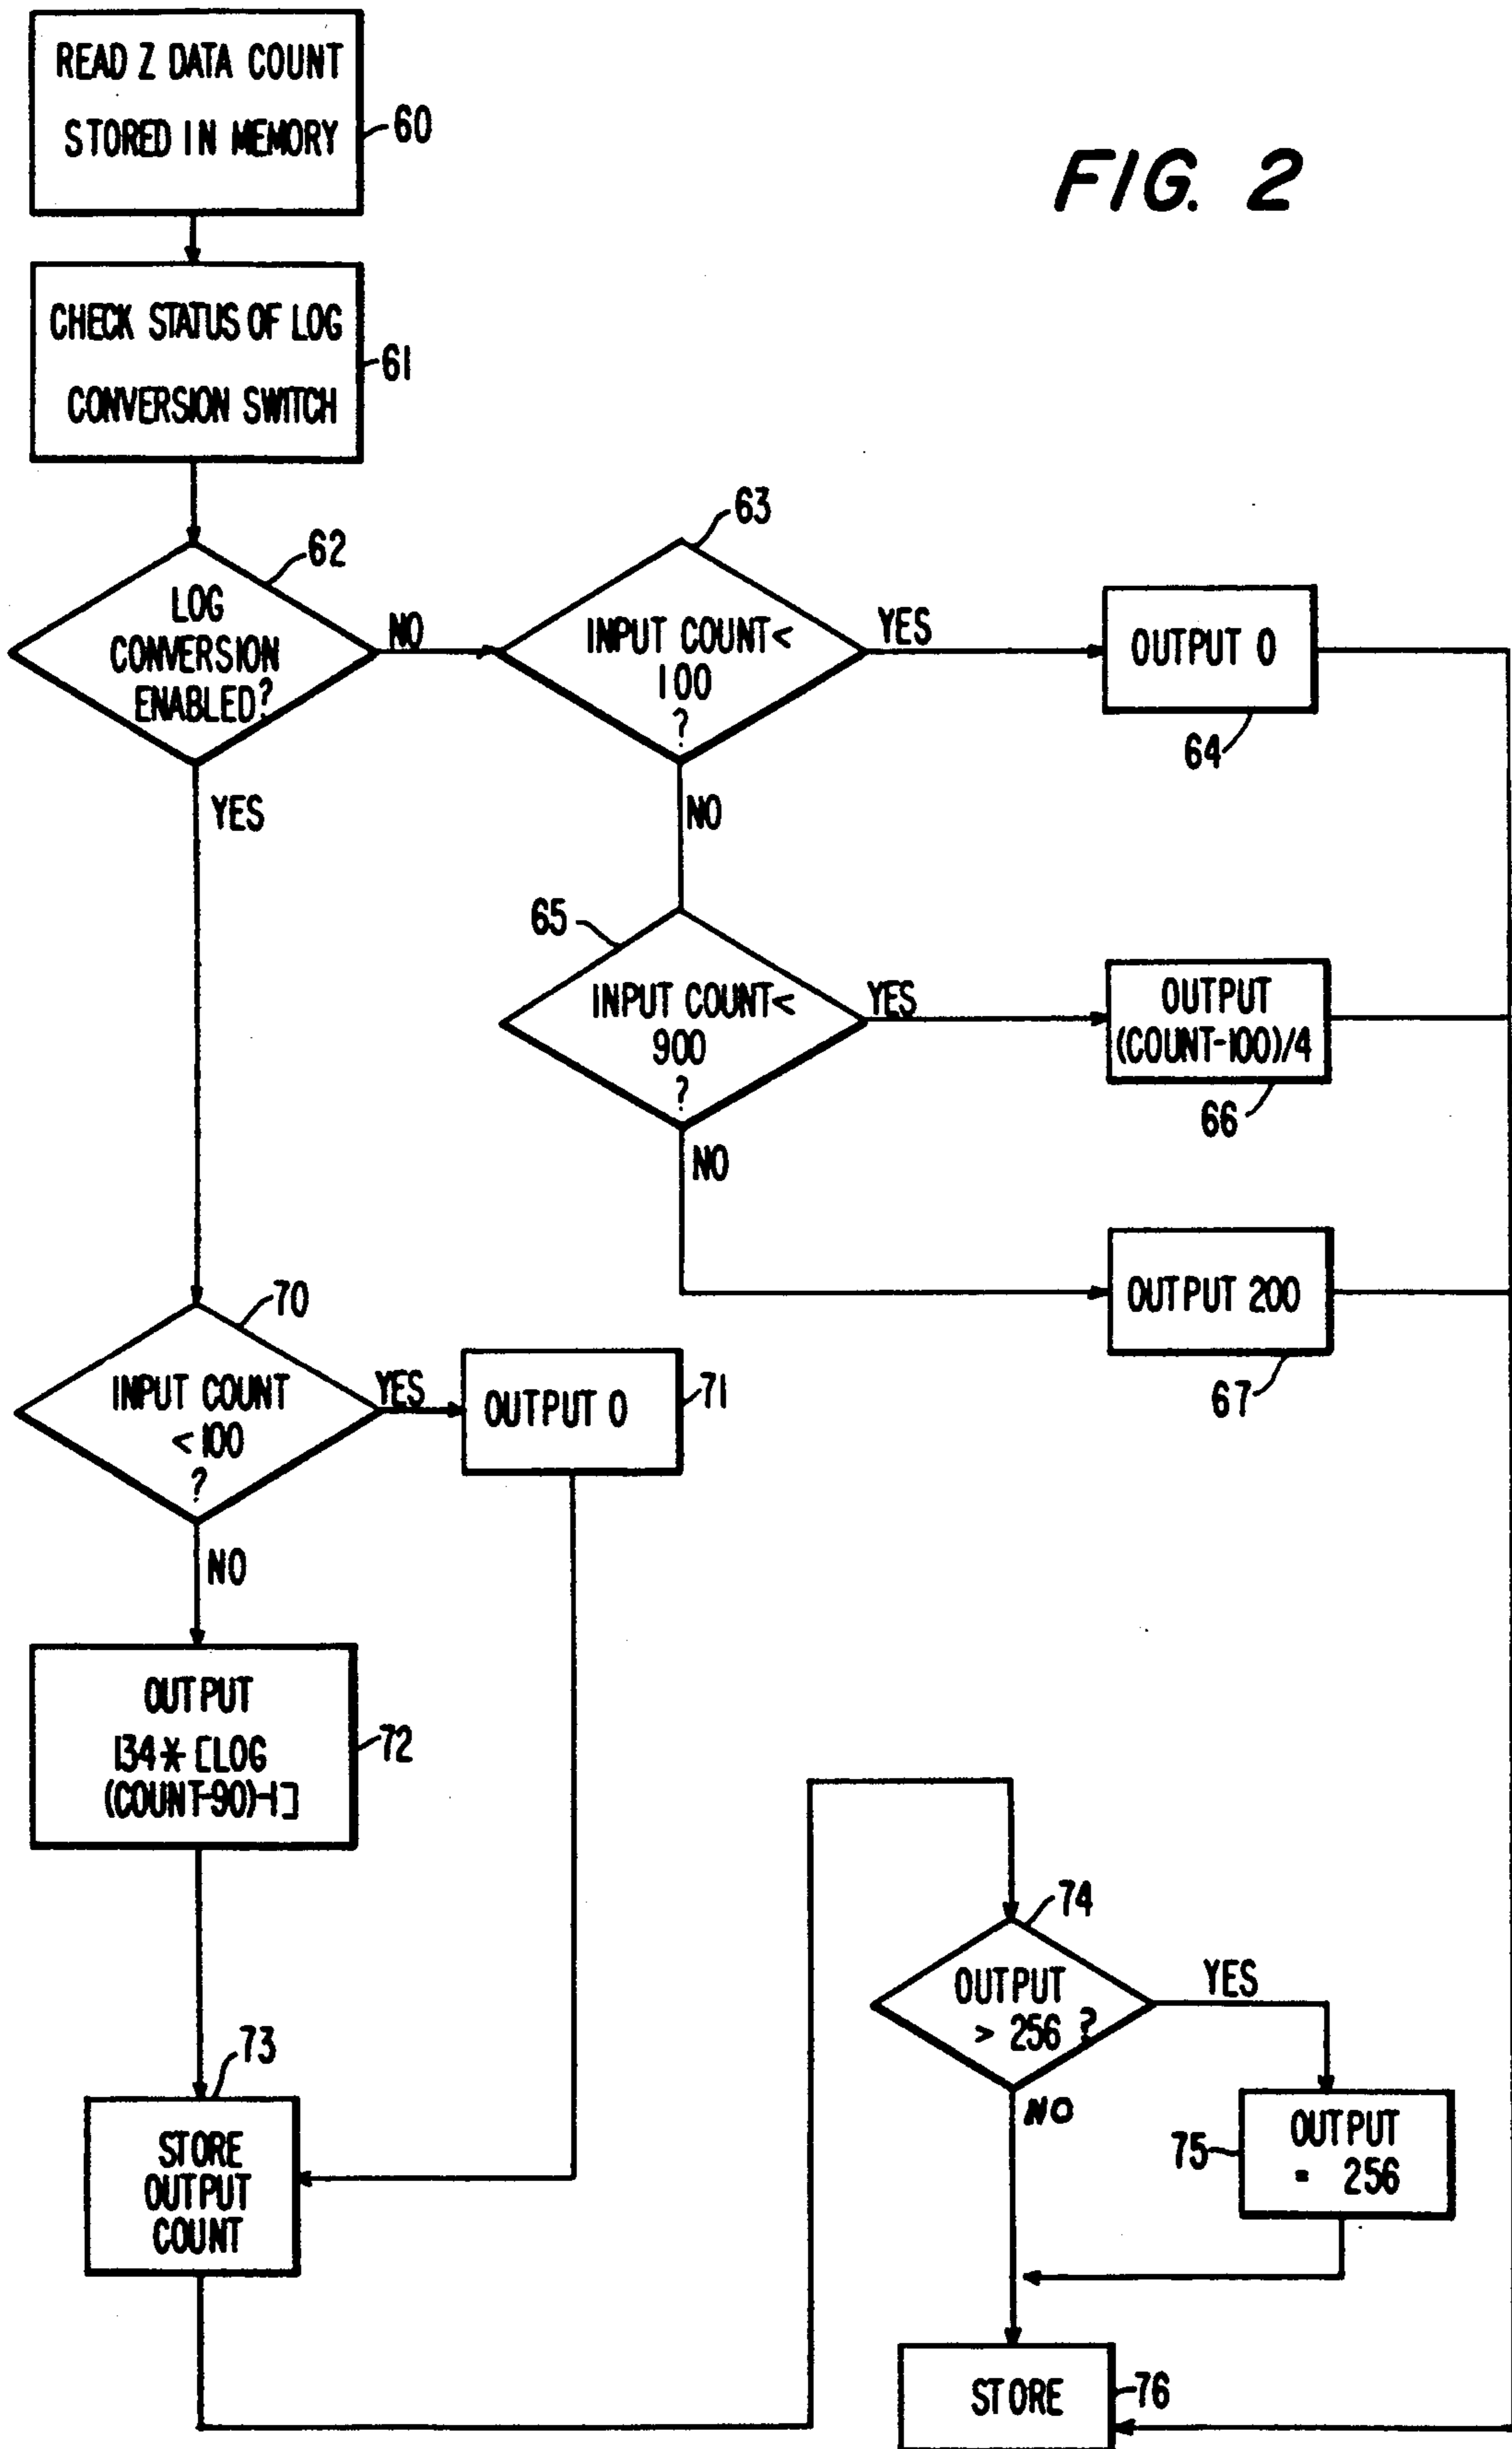 READ Z DATA COUNT
STORED IN MEMORY
60
FIG. 2
CHECK STATUS OF LOG
CONVERSION SWITCH
61
62
LOG
CONVERSION
ENABLED?
NO
YES
63
INPUT COUNT<
100
?
YES
NO
OUTPUT 0
64
65
INPUT COUNT<
900
?
YES
NO
OUTPUT
(COUNT-100)/4
66
OUTPUT 200
67
70
INPUT COUNT
<100
?
YES
NO
OUTPUT 0
71
OUTPUT
134* [LOG
(COUNT-90)-1]
72
73
STORE
OUTPUT
COUNT
74
OUTPUT
> 256 ?
YES
NO
75
OUTPUT
= 256
STORE
76